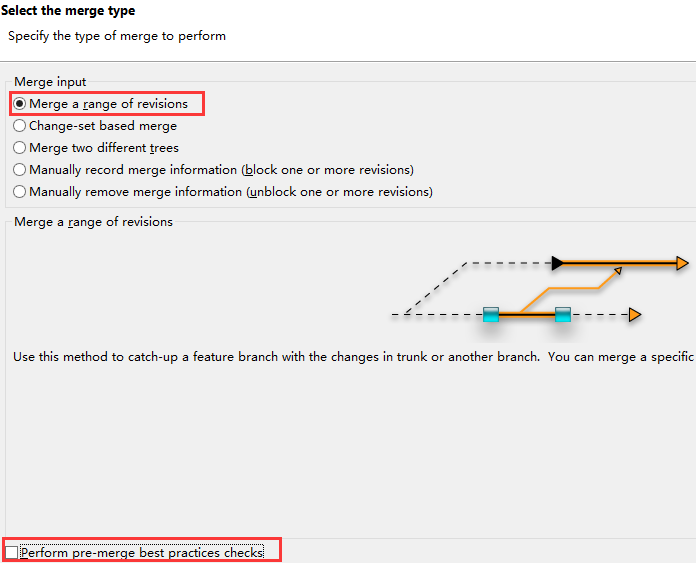 Select the merge type
Specify the type of merge to perform
Merge input
Merge a range of revisions
Change-set based merge
Merge two different trees
Manually record merge information (block one or more revisions)
Manually remove merge information (unblock one or more revisions)
Merge a range of revisions
Use this method to catch-up a feature branch with the changes in trunk or another branch.  You can merge a specific
Perform pre-merge best practices checks